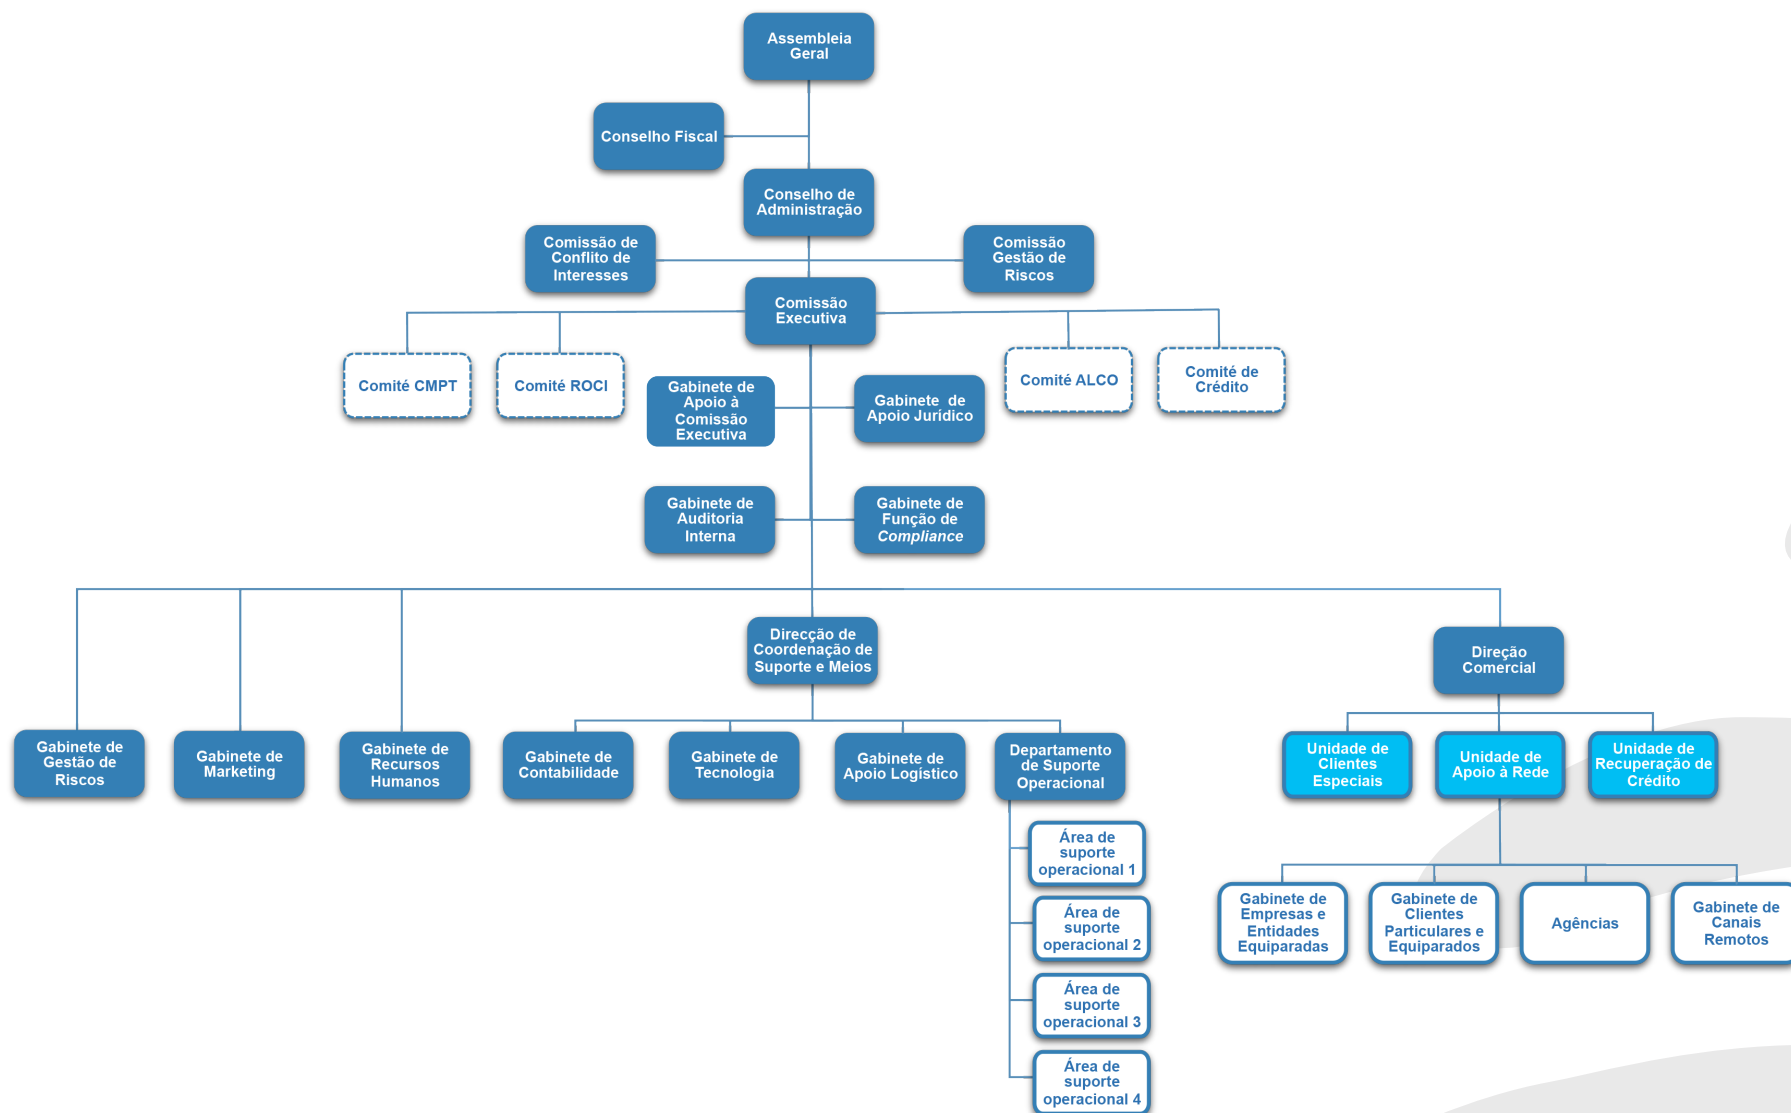 Assembleia
Geral
Conselho Fiscal
Conselho de
Administração
Comissão de
Conflito de
Interesses
Comissão
Gestão de
Riscos
Comissão
Executiva
Comité CMPT
Comité ROCI
Comité ALCO
Comité de
Crédito
Gabinete de
Apoio à
Comissão
Executiva
Gabinete de
Apoio Jurídico
Gabinete de
Auditoria
Interna
Gabinete de
Função de
Compliance
Direcção de
Coordenação de
Suporte e Meios
Direção
Comercial
Gabinete de
Gestão de
Riscos
Gabinete de
Marketing
Gabinete de
Recursos
Humanos
Gabinete de
Contabilidade
Gabinete de
Tecnologia
Gabinete de
Apoio Logístico
Departamento
de Suporte
Operacional
Unidade de
Clientes
Especiais
Unidade de
Apoio à Rede
Unidade de
Recuperação de
Crédito
Área de
suporte
operacional 1
Área de
suporte
operacional 2
Área de
suporte
operacional 3
Área de
suporte
operacional 4
Gabinete de
Empresas e
Entidades
Equiparadas
Gabinete de
Clientes
Particulares e
Equiparados
Agências
Gabinete de
Canais
Remotos